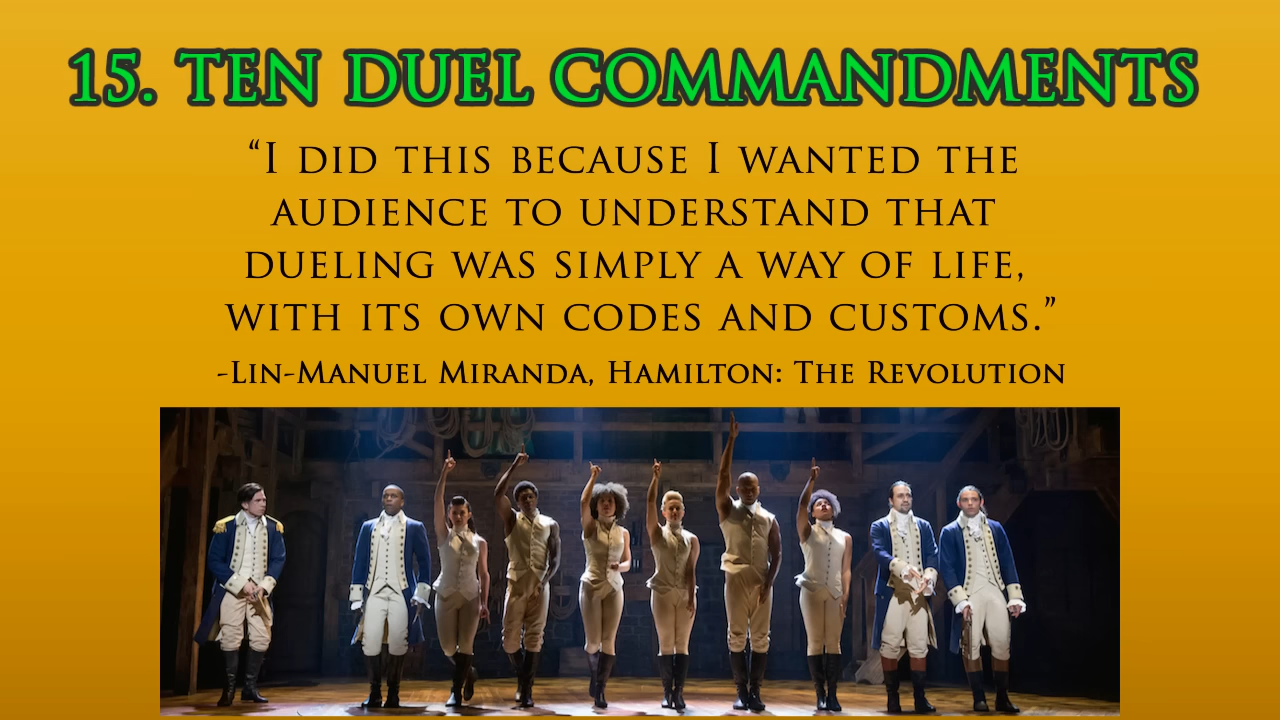 15. TEN DUEL COMMANDMENTS
“I DID THIS BECAUSE I WANTED THE
AUDIENCE TO UNDERSTAND THAT
DUELING WAS SIMPLY A WAY OF LIFE,
WITH ITS OWN CODES AND CUSTOMS.”
-LIN-MANUEL MIRANDA, HAMILTON: THE REVOLUTION